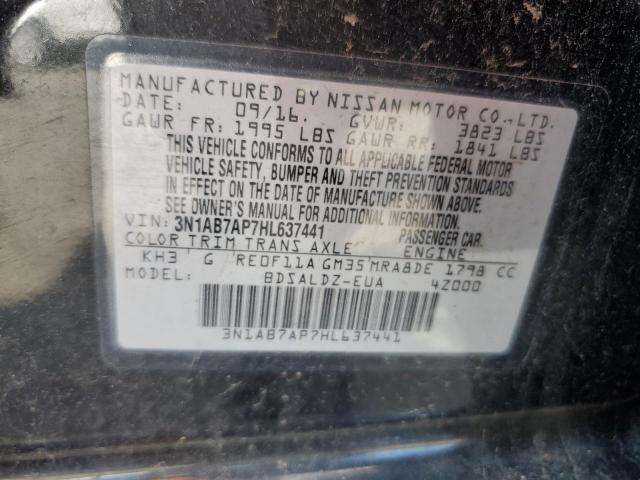 MANUFACTURED BY NISSAN MOTOR CO., LTD.
DATE: 09/16. GVWR: 3823 LBS
GAWR FR: 1995 LBS GAWR RR: 1841 LBS
THIS VEHICLE CONFORMS TO ALL APPLICABLE FEDERAL MOTOR
VEHICLE SAFETY, BUMPER AND THEFT PREVENTION STANDARDS
IN EFFECT ON THE DATE OF MANUFACTURE SHOWN ABOVE.
SEE OWNER'S MANUAL FOR ADDITIONAL INFORMATION.
VIN: 3N1AB7AP7HL637441 PASSENGER CAR.
COLOR TRIM TRANS AXLE ENGINE
KH3 G RE0F11A GM35 MRA8DE 1798 CC
MODEL: BDSALDZ-EUA 4Z000
3N1AB7AP7HL637441